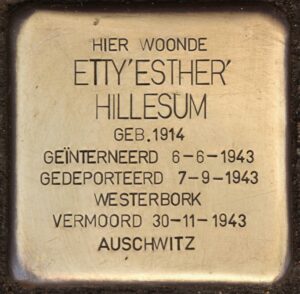 HIER WOONDE
ETTY'ESTHER'
HILLESUM
GEB.1914
GEÏNTERNEERD 6-6-1943
GEDEPORTEERD 7-9-1943
WESTERBORK
VERMOORD 30-11-1943
AUSCHWITZ